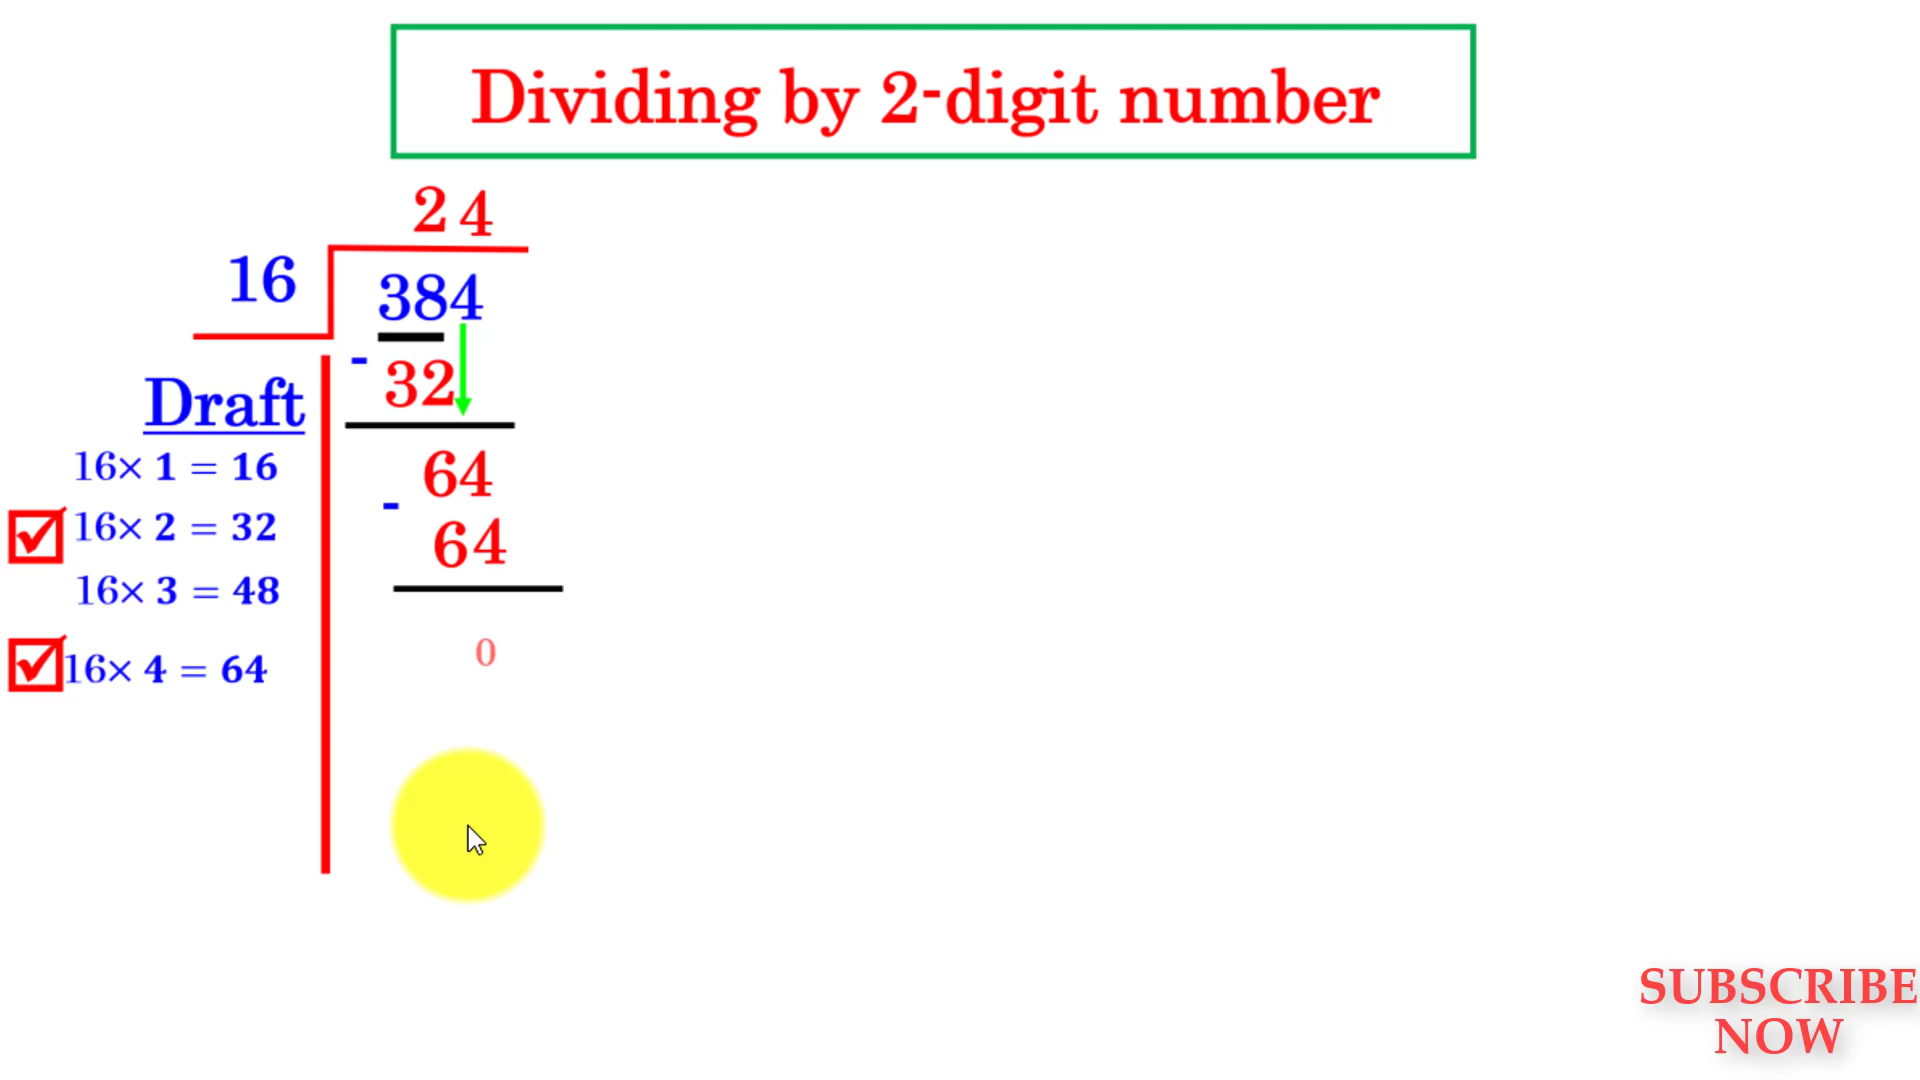 Dividing by 2-digit number
24
16 384
- 32
64
- 64
0
Draft
16× 1 = 16
16× 2 = 32
16× 3 = 48
16× 4 = 64
SUBSCRIBE
NOW